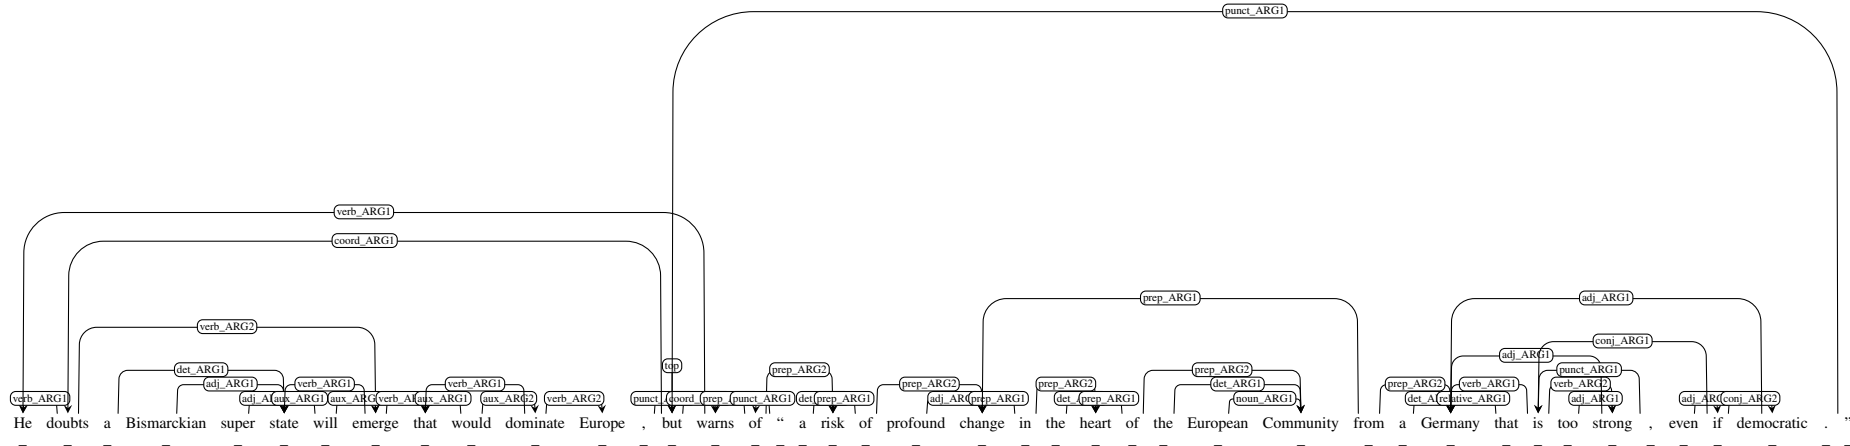 punct_ARG1
verb_ARG1
coord_ARG1
prep_ARG1 adj_ARG1
verb_ARG2
conj_ARG1
adj_ARG1
top
det_ARG1 prep_ARG2 prep_ARG2 punct_ARG1
adj_ARG1 verb_ARG1 verb_ARG1 prep_ARG2 prep_ARG2 det_ARG1 prep_ARG2 verb_ARG1 verb_ARG2
verb_ARG1 aux_ARG1 aux_ARG1 aux_ARG2 verb_ARG2 punct_ARG1 prep_ARG1 prep_ARG1 prep_ARG1 noun_ARG1 relative_ARG1 adj_ARG1 conj_ARG2
He doubts a Bismarckian super state will emerge that would dominate Europe , but warns of “ a risk of profound change in the heart of the European Community from a Germany that is too strong , even if democratic . ”